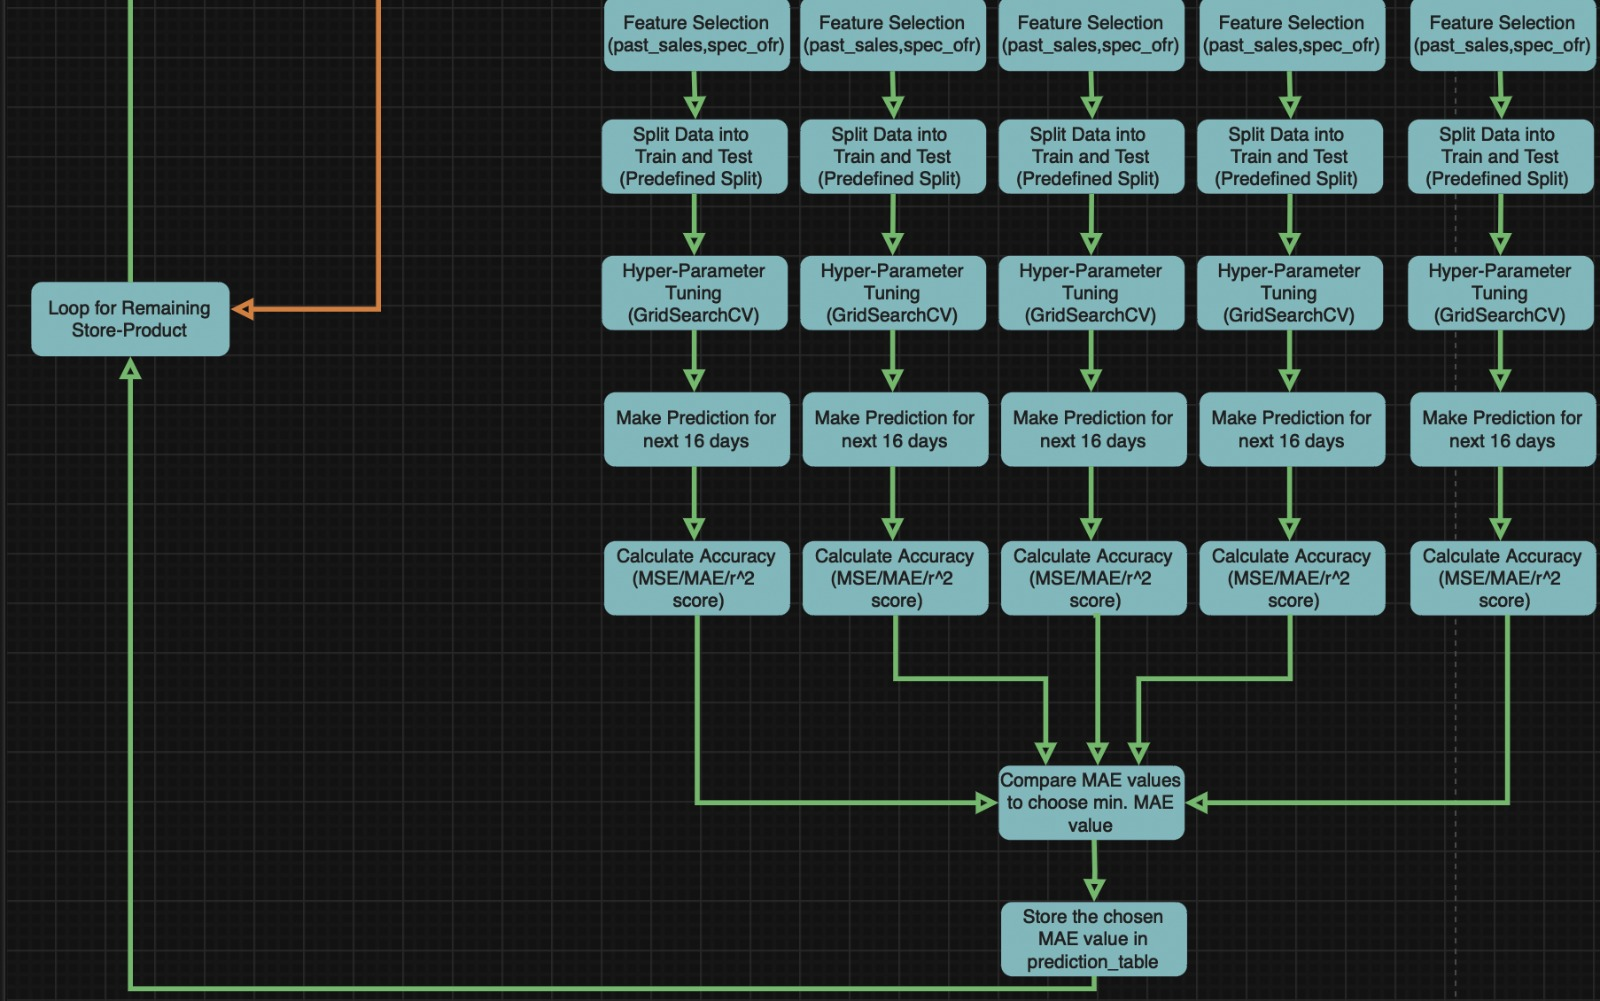 Feature Selection
(past_sales,spec_ofr)
Feature Selection
(past_sales,spec_ofr)
Feature Selection
(past_sales,spec_ofr)
Feature Selection
(past_sales,spec_ofr)
Feature Selection
(past_sales,spec_ofr)
Split Data into
Train and Test
(Predefined Split)
Split Data into
Train and Test
(Predefined Split)
Split Data into
Train and Test
(Predefined Split)
Split Data into
Train and Test
(Predefined Split)
Split Data into
Train and Test
(Predefined Split)
Loop for Remaining
Store-Product
Hyper-Parameter
Tuning
(GridSearchCV)
Hyper-Parameter
Tuning
(GridSearchCV)
Hyper-Parameter
Tuning
(GridSearchCV)
Hyper-Parameter
Tuning
(GridSearchCV)
Hyper-Parameter
Tuning
(GridSearchCV)
Make Prediction for
next 16 days
Make Prediction for
next 16 days
Make Prediction for
next 16 days
Make Prediction for
next 16 days
Make Prediction for
next 16 days
Calculate Accuracy
(MSE/MAE/r^2
score)
Calculate Accuracy
(MSE/MAE/r^2
score)
Calculate Accuracy
(MSE/MAE/r^2
score)
Calculate Accuracy
(MSE/MAE/r^2
score)
Calculate Accuracy
(MSE/MAE/r^2
score)
Compare MAE values
to choose min. MAE
value
Store the chosen
MAE value in
prediction_table